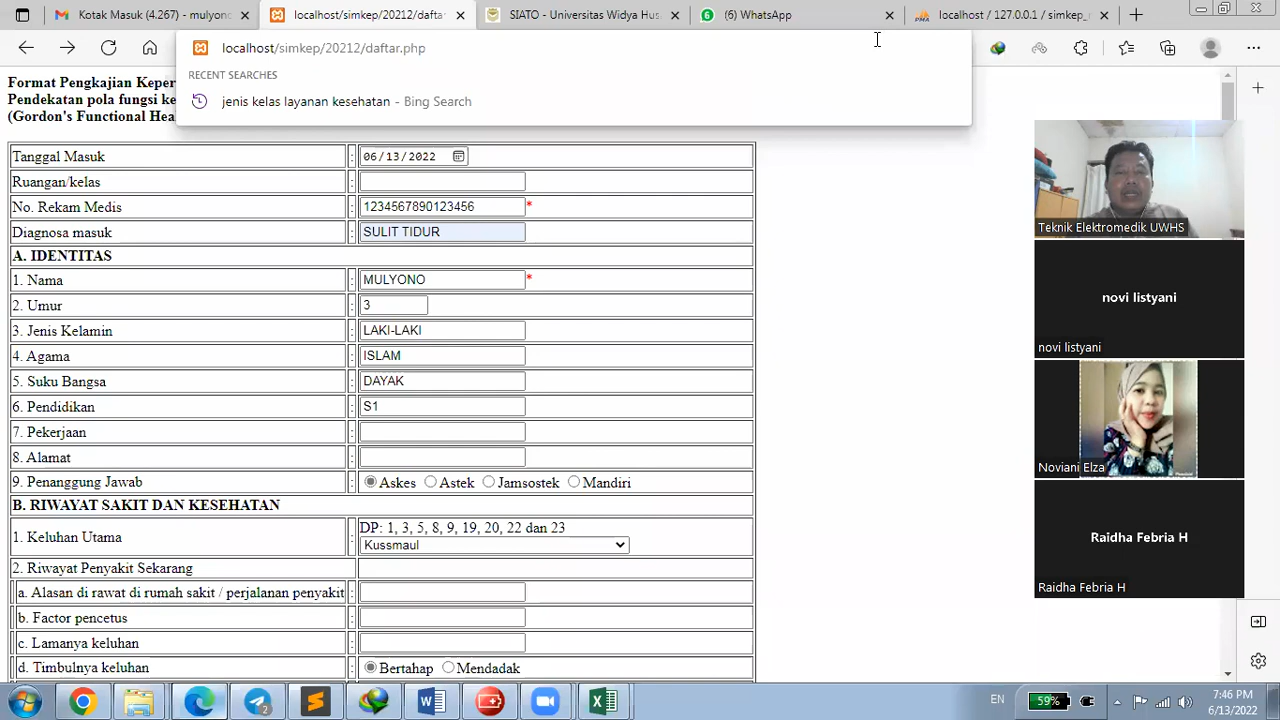 Kotak Masuk (4.267) - mulyono
localhost/simkep/20212/dafta
SIATO - Universitas Widya Hus
(6) WhatsApp
localhost / 127.0.0.1 / simkep_
localhost/simkep/20212/daftar.php
RECENT SEARCHES
jenis kelas layanan kesehatan - Bing Search
Format Pengkajian Keper
Pendekatan pola fungsi ke
(Gordon's Functional Hea
Tanggal Masuk : 06/13/2022
Ruangan/kelas :
No. Rekam Medis : 1234567890123456 *
Diagnosa masuk : SULIT TIDUR
A. IDENTITAS
1. Nama : MULYONO *
2. Umur : 3
3. Jenis Kelamin : LAKI-LAKI
4. Agama : ISLAM
5. Suku Bangsa : DAYAK
6. Pendidikan : S1
7. Pekerjaan :
8. Alamat :
9. Penanggung Jawab : Askes Astek Jamsostek Mandiri
B. RIWAYAT SAKIT DAN KESEHATAN
DP: 1, 3, 5, 8, 9, 19, 20, 22 dan 23
1. Keluhan Utama : Kussmaul
2. Riwayat Penyakit Sekarang
a. Alasan di rawat di rumah sakit / perjalanan penyakit :
b. Factor pencetus :
c. Lamanya keluhan :
d. Timbulnya keluhan : Bertahap Mendadak
Teknik Elektromedik UWHS
novi listyani
novi listyani
Noviani Elza
Raidha Febria H
Raidha Febria H
2
EN
59%
7:46 PM
6/13/2022